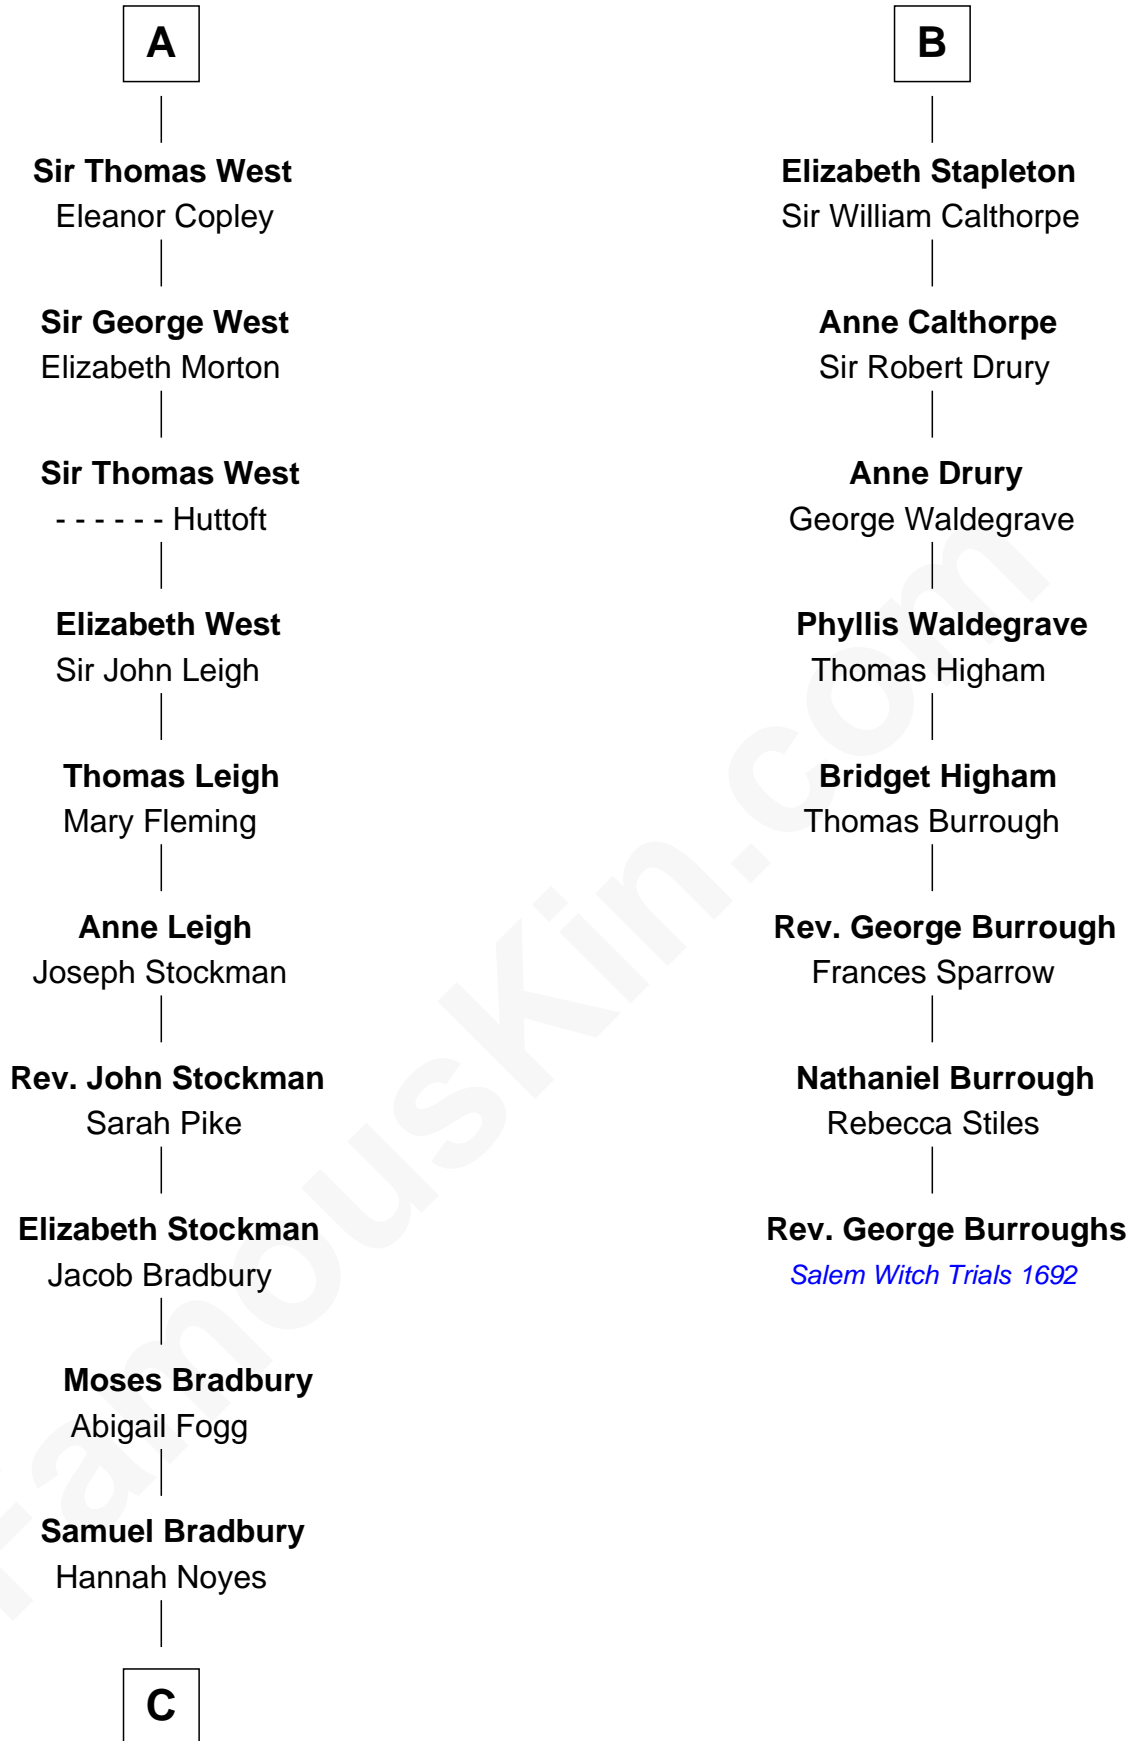 A
Sir Thomas West
Eleanor Copley
Sir George West
Elizabeth Morton
Sir Thomas West
- - - - - - Huttoft
Elizabeth West
Sir John Leigh
Thomas Leigh
Mary Fleming
Anne Leigh
Joseph Stockman
Rev. John Stockman
Sarah Pike
Elizabeth Stockman
Jacob Bradbury
Moses Bradbury
Abigail Fogg
Samuel Bradbury
Hannah Noyes
C
B
Elizabeth Stapleton
Sir William Calthorpe
Anne Calthorpe
Sir Robert Drury
Anne Drury
George Waldegrave
Phyllis Waldegrave
Thomas Higham
Bridget Higham
Thomas Burrough
Rev. George Burrough
Frances Sparrow
Nathaniel Burrough
Rebecca Stiles
Rev. George Burroughs
Salem Witch Trials 1692
FamousKin.com